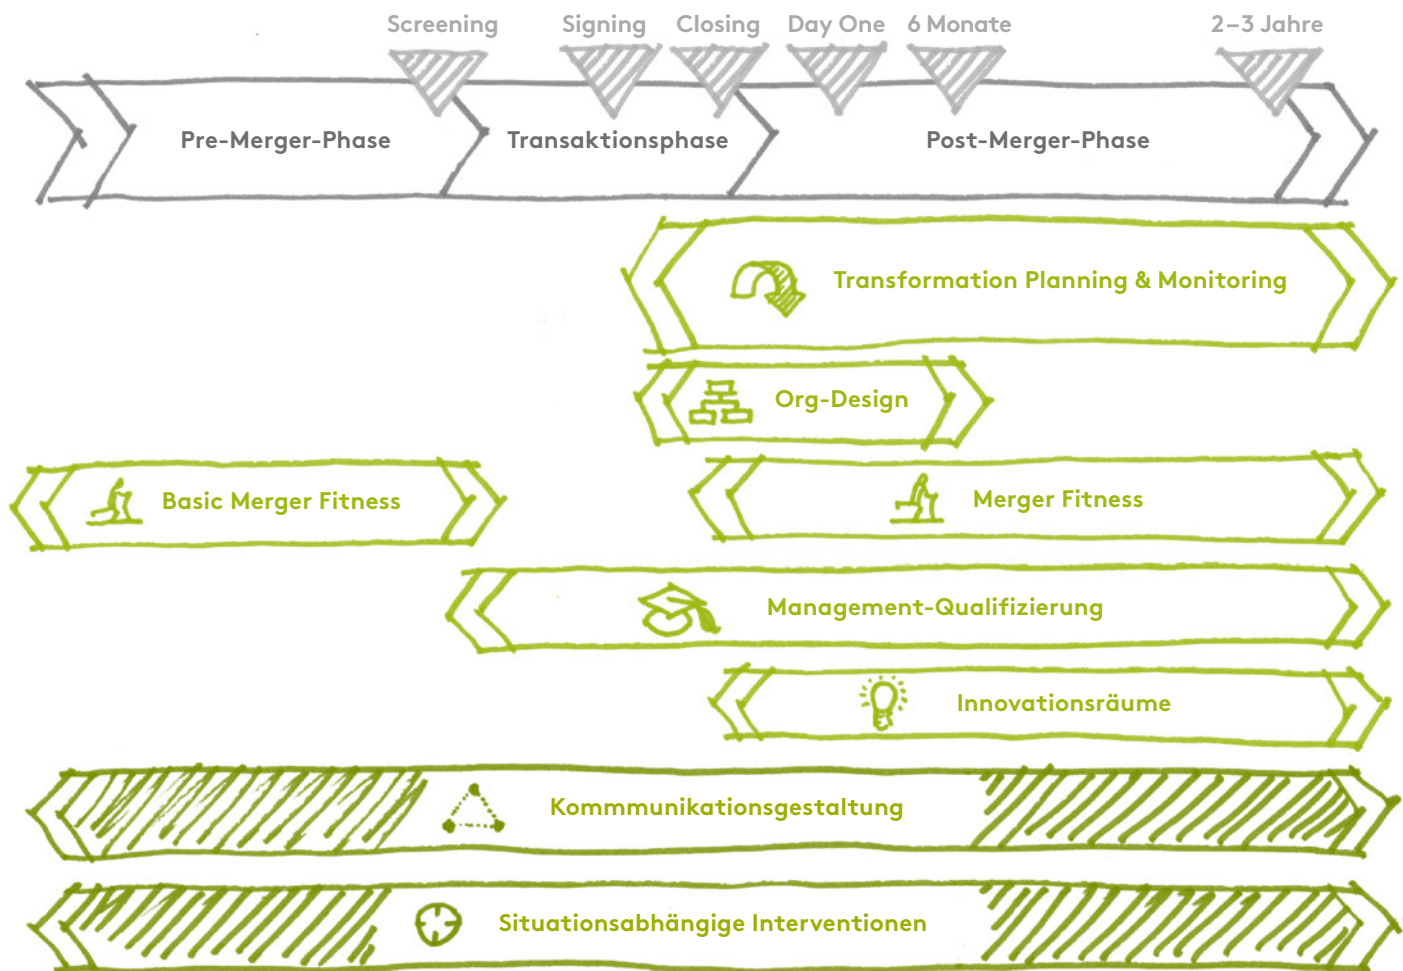 Screening Signing Closing Day One 6 Monate 2–3 Jahre
Pre-Merger-Phase Transaktionsphase Post-Merger-Phase
Transformation Planning & Monitoring
Org-Design
Basic Merger Fitness Merger Fitness
Management-Qualifizierung
Innovationsräume
Kommmunikationsgestaltung
Situationsabhängige Interventionen